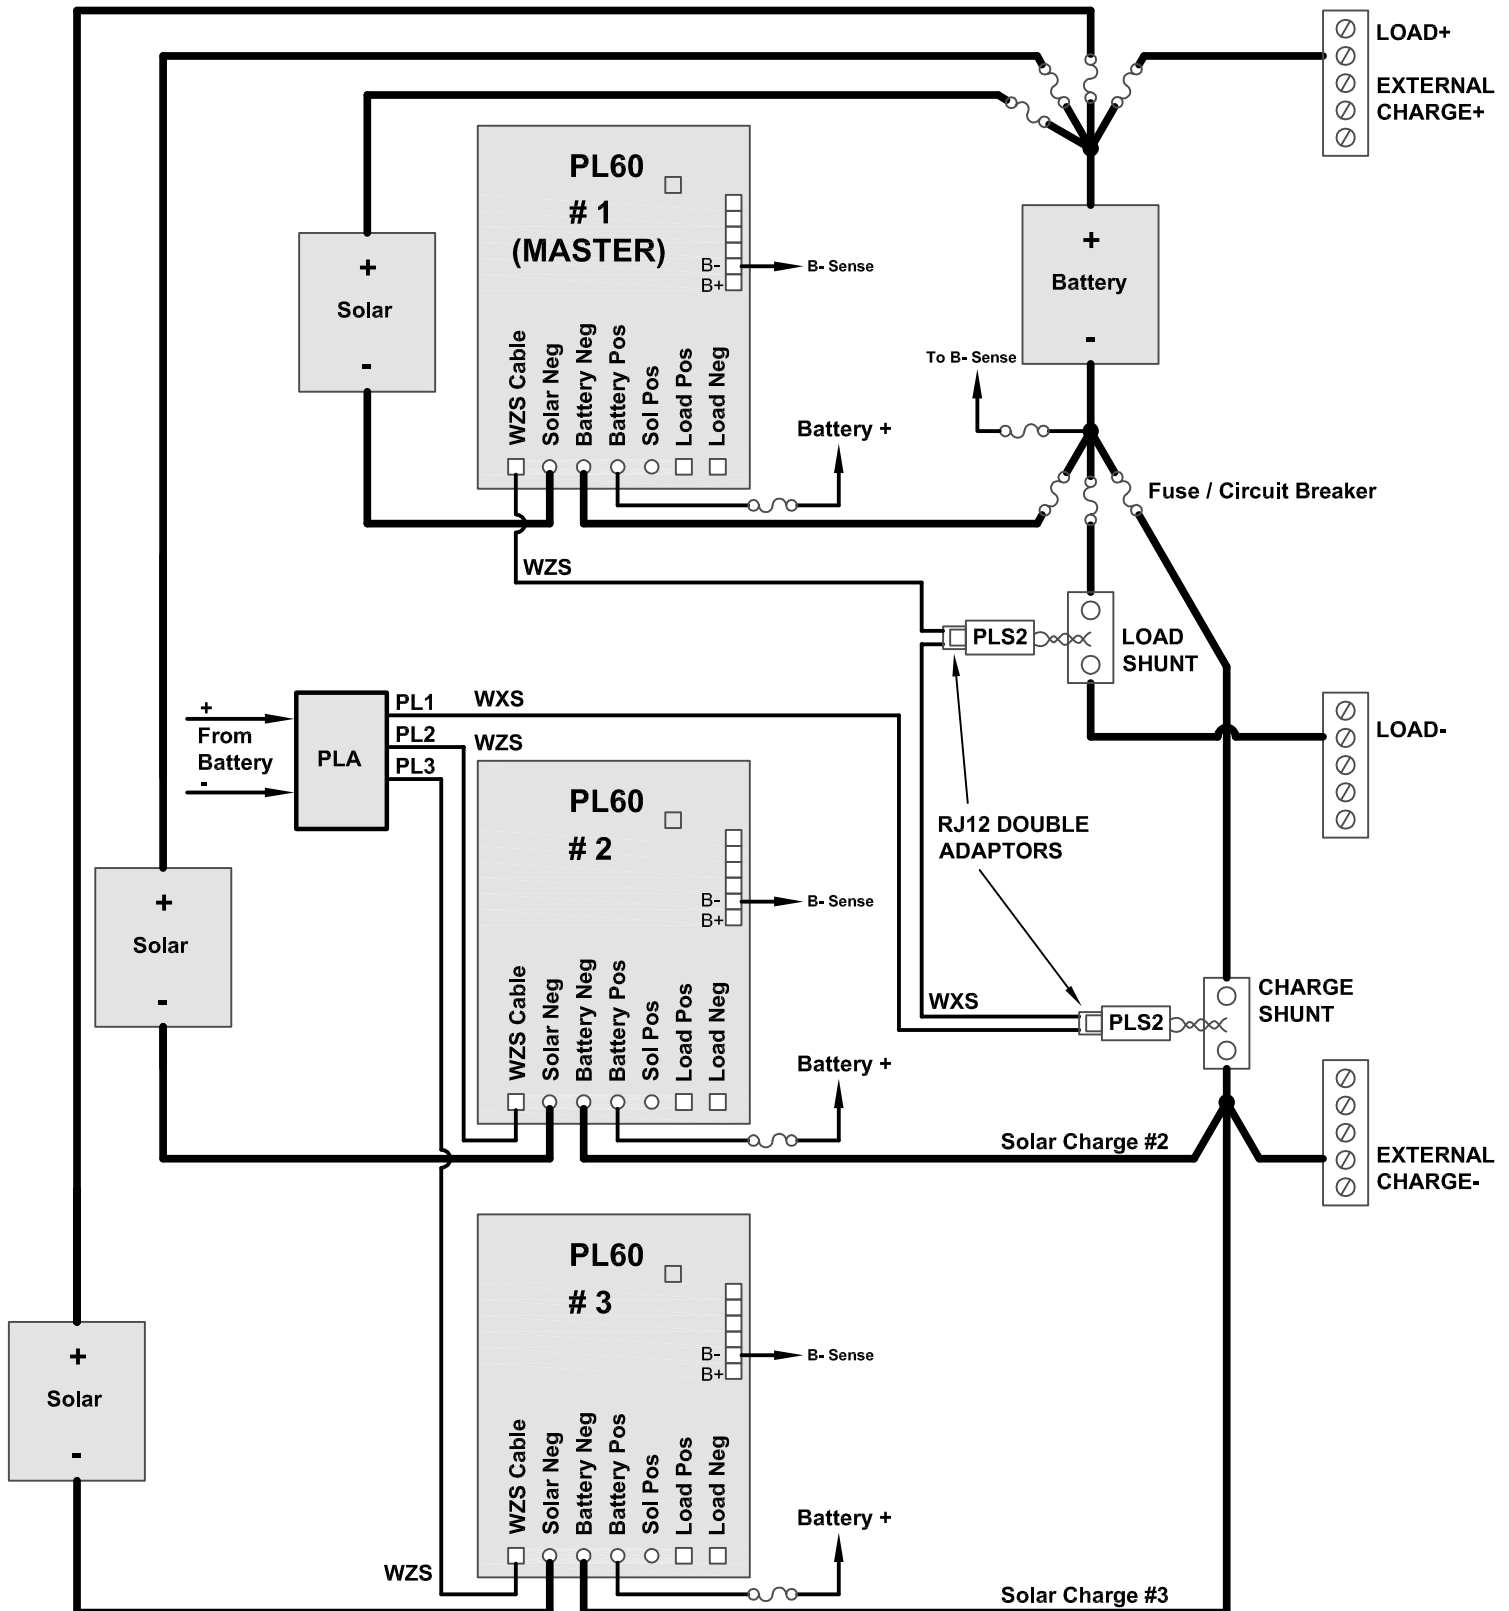 LOAD+
EXTERNAL
CHARGE+
PL60
# 1
(MASTER)
B-
B+
B- Sense
+
Solar
-
+
Battery
-
WZS Cable
Solar Neg
Battery Neg
Battery Pos
Sol Pos
Load Pos
Load Neg
To B- Sense
Battery +
Fuse / Circuit Breaker
WZS
PLS2
LOAD
SHUNT
+
From
Battery
-
PLA
PL1
PL2
PL3
WXS
WZS
LOAD-
PL60
# 2
RJ12 DOUBLE
ADAPTORS
B-
B+
B- Sense
+
Solar
-
WZS Cable
Solar Neg
Battery Neg
Battery Pos
Sol Pos
Load Pos
Load Neg
WXS
PLS2
CHARGE
SHUNT
Battery +
Solar Charge #2
EXTERNAL
CHARGE-
PL60
# 3
B-
B+
B- Sense
+
Solar
-
WZS Cable
Solar Neg
Battery Neg
Battery Pos
Sol Pos
Load Pos
Load Neg
Battery +
WZS
Solar Charge #3